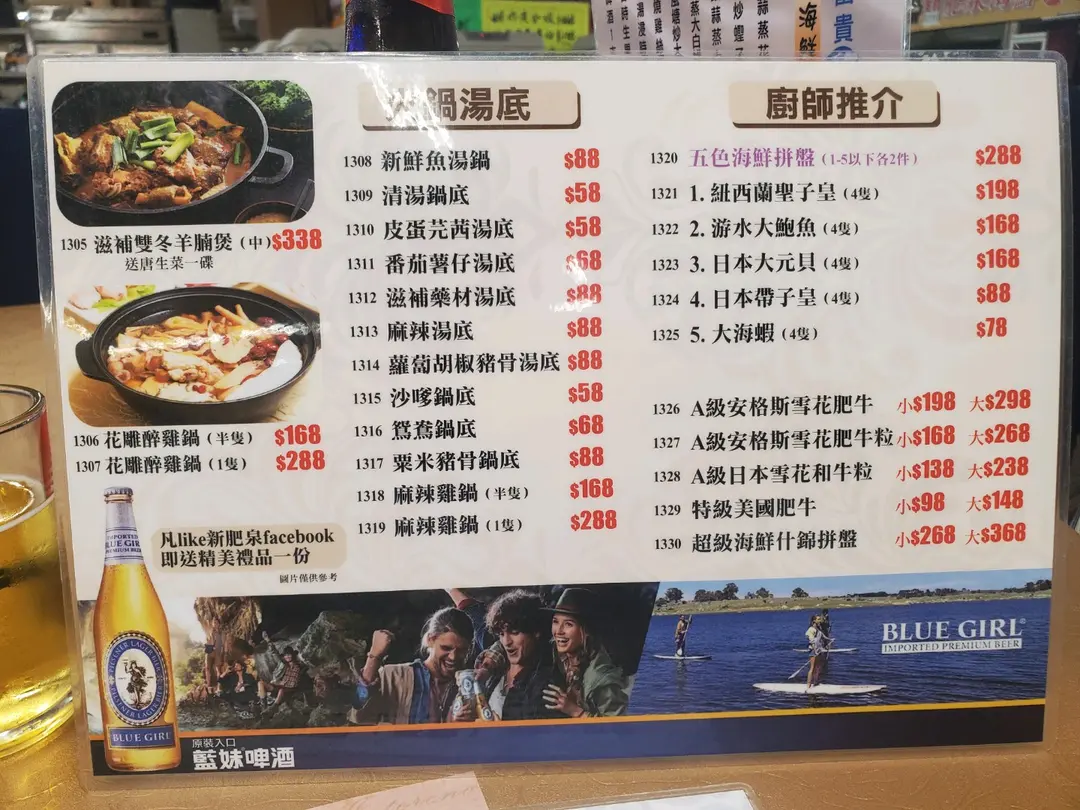 海鮮
富貴
1305 滋補雙冬羊腩煲 (中) $338
送唐生菜一碟
1306 花雕醉雞鍋 (半隻) $168
1307 花雕醉雞鍋 (1隻) $288
凡like新肥泉facebook
即送精美禮品一份
圖片僅供參考
火鍋湯底
1308 新鮮魚湯鍋 $88
1309 清湯鍋底 $58
1310 皮蛋芫茜湯底 $58
1311 番茄薯仔湯底 $68
1312 滋補藥材湯底 $88
1313 麻辣湯底 $88
1314 蘿蔔胡椒豬骨湯底 $88
1315 沙嗲鍋底 $58
1316 鴛鴦鍋底 $68
1317 粟米豬骨鍋底 $88
1318 麻辣雞鍋 (半隻) $168
1319 麻辣雞鍋 (1隻) $288
廚師推介
1320 五色海鮮拼盤 (1-5以下各2件) $288
1321 1. 紐西蘭聖子皇 (4隻) $198
1322 2. 游水大鮑魚 (4隻) $168
1323 3. 日本大元貝 (4隻) $168
1324 4. 日本帶子皇 (4隻) $88
1325 5. 大海蝦 (4隻) $78
1326 A級安格斯雪花肥牛 小$198 大$298
1327 A級安格斯雪花肥牛粒 小$168 大$268
1328 A級日本雪花和牛粒 小$138 大$238
1329 特級美國肥牛 小$98 大$148
1330 超級海鮮什錦拼盤 小$268 大$368
IMPORTED
BLUE GIRL
PREMIUM BEER
PILSENER LAGER BEER
BLUE GIRL
原裝入口
藍妹啤酒
BLUE GIRL®
IMPORTED PREMIUM BEER